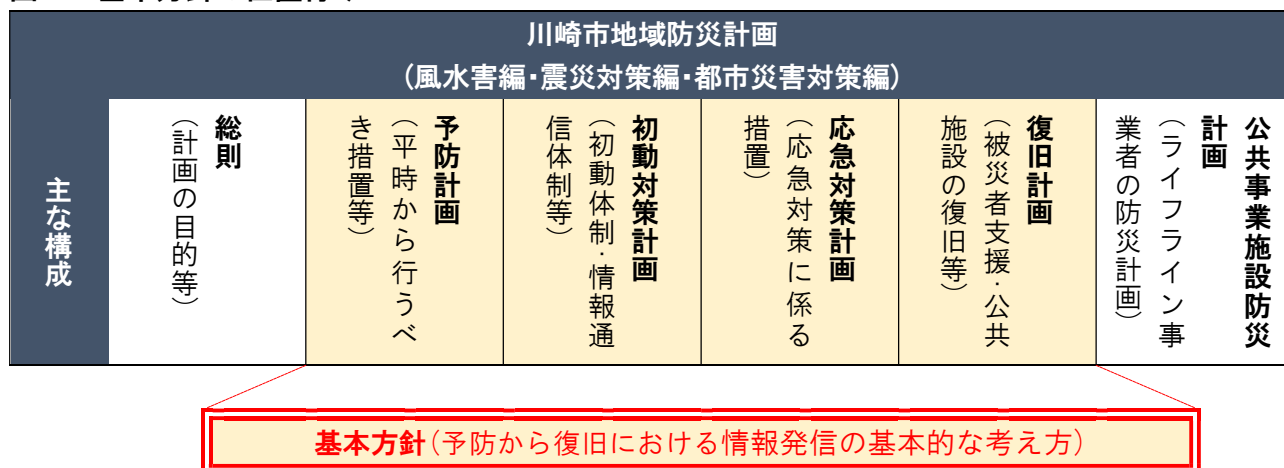 川崎市地域防災計画
（風水害編・震災対策編・都市災害対策編）
主な構成
総則
（計画の目的等）
予防計画
（平時から行うべ
き措置等）
初動対策計画
（初動体制・情報通
信体制等）
応急対策計画
（応急対策に係る
措置）
復旧計画
（被災者支援・公共
施設の復旧等）
公共事業施設防災
計画
（ライフライン事
業者の防災計画）
基本方針（予防から復旧における情報発信の基本的な考え方）